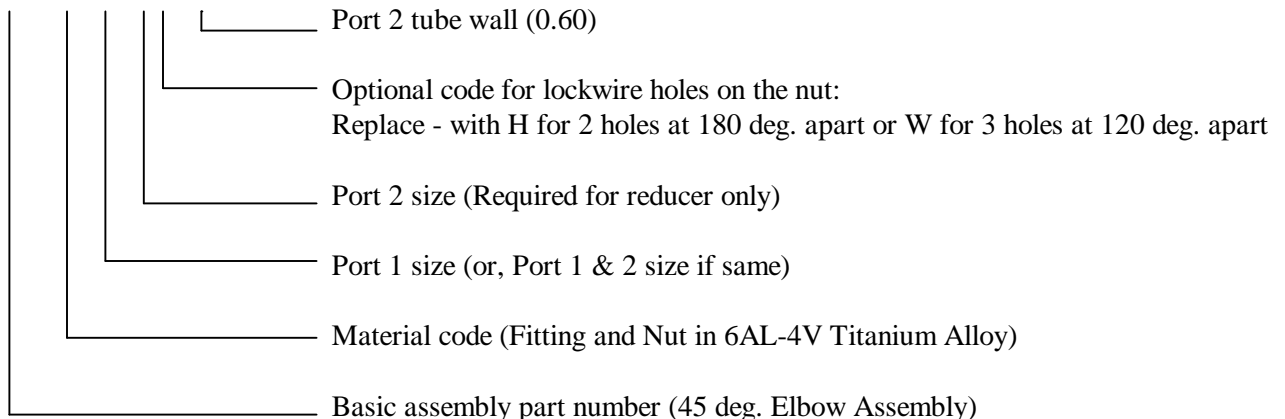 Port 2 tube wall (0.60)
Optional code for lockwire holes on the nut:
Replace - with H for 2 holes at 180 deg. apart or W for 3 holes at 120 deg. apart
Port 2 size (Required for reducer only)
Port 1 size (or, Port 1 & 2 size if same)
Material code (Fitting and Nut in 6AL-4V Titanium Alloy)
Basic assembly part number (45 deg. Elbow Assembly)